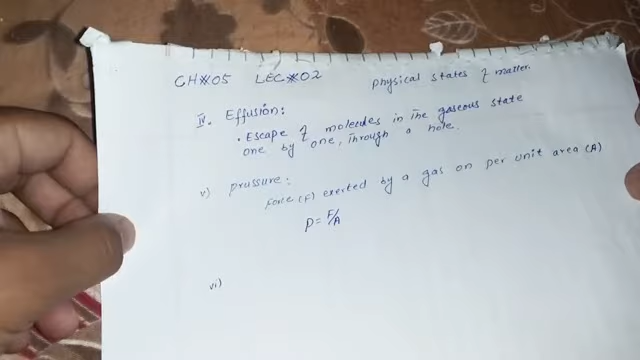 CH#05 LEC#02 Physical states of matter
IV. Effusion:
• Escape of molecules in the gaseous state
one by one, through a hole.
v) pressure:
Force (F) exerted by a gas on per unit area (A)
P = F/A
vi)